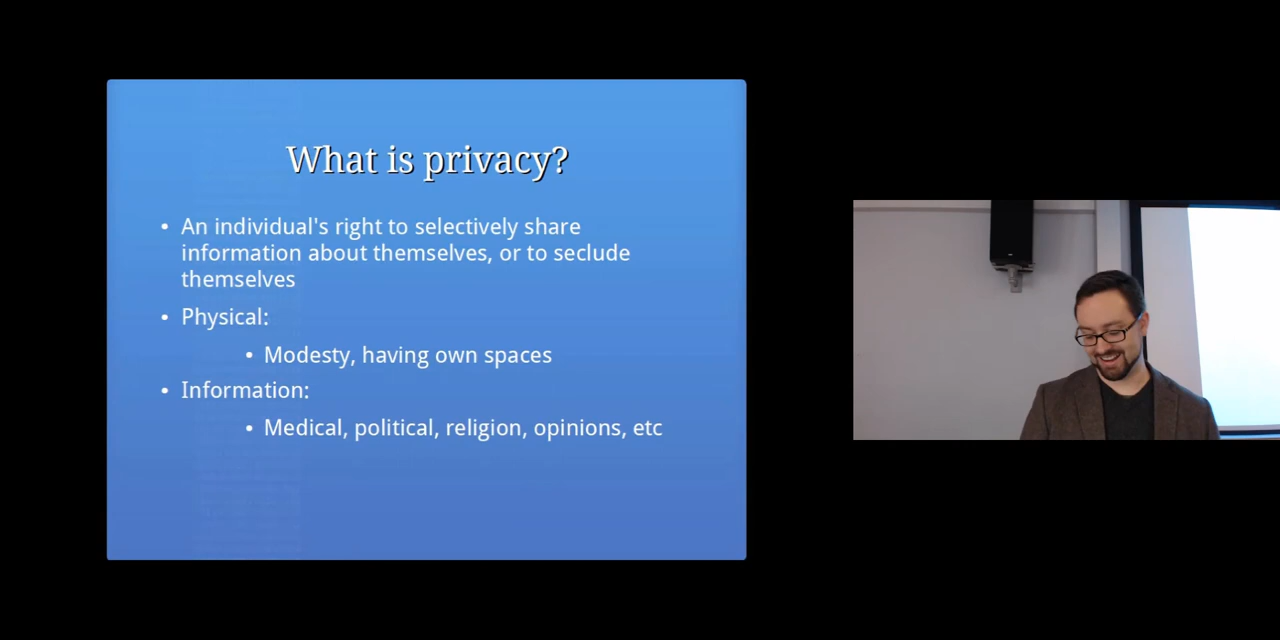 What is privacy?
• An individual's right to selectively share
information about themselves, or to seclude
themselves
• Physical:
• Modesty, having own spaces
• Information:
• Medical, political, religion, opinions, etc